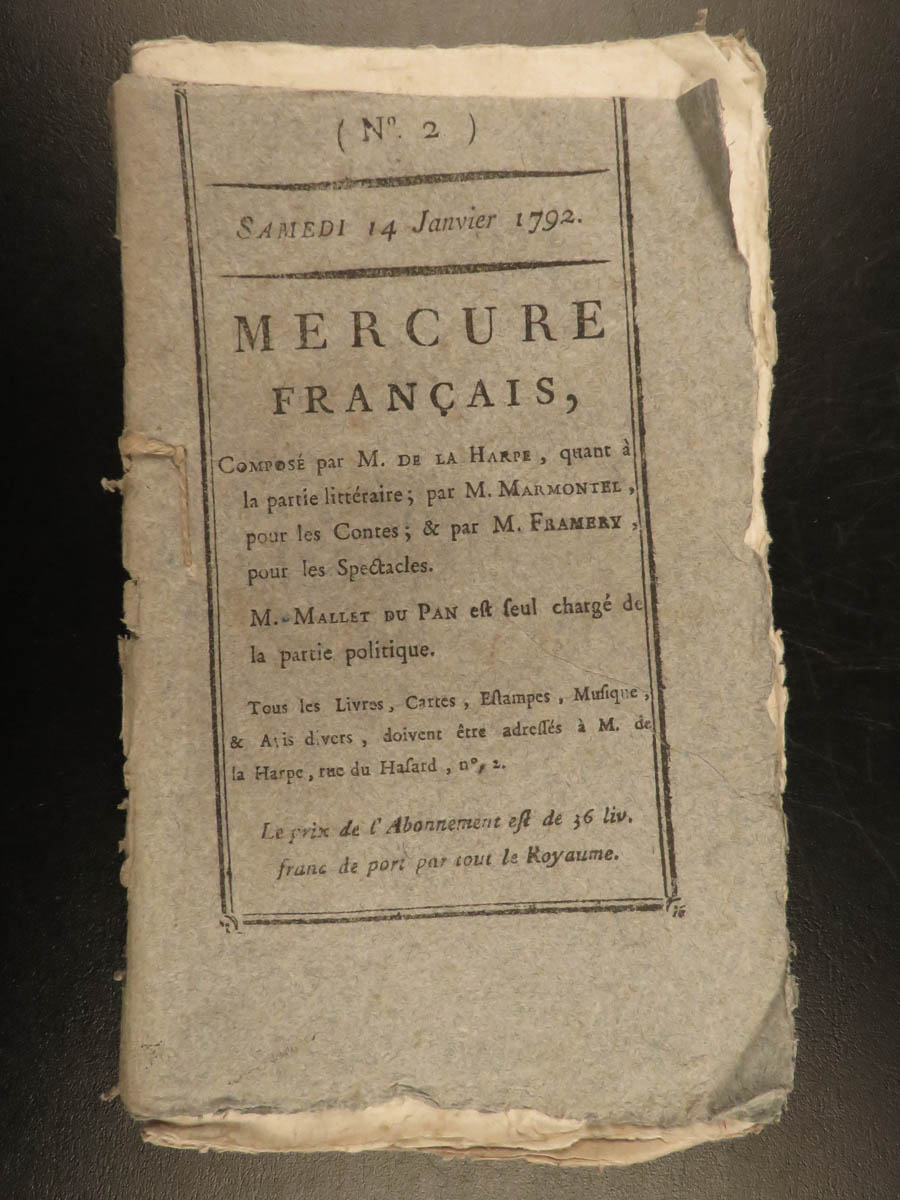 ( Nº. 2 )
SAMEDI 14 Janvier 1792.
MERCURE
FRANÇAIS,
COMPOSÉ par M. DE LA HARPE, quant à
la partie littéraire; par M. MARMONTEL,
pour les Contes; & par M. FRAMERY,
pour les Spectacles.
M. MALLET DU PAN eſt ſeul chargé de
la partie politique.
Tous les Livres, Cartes, Eſtampes, Muſique,
& Avis divers, doivent être adreſſés à M. de
la Harpe, rue du Haſard, nº. 2.
Le prix de l'Abonnement eſt de 36 liv.
franc de port par tout le Royaume.